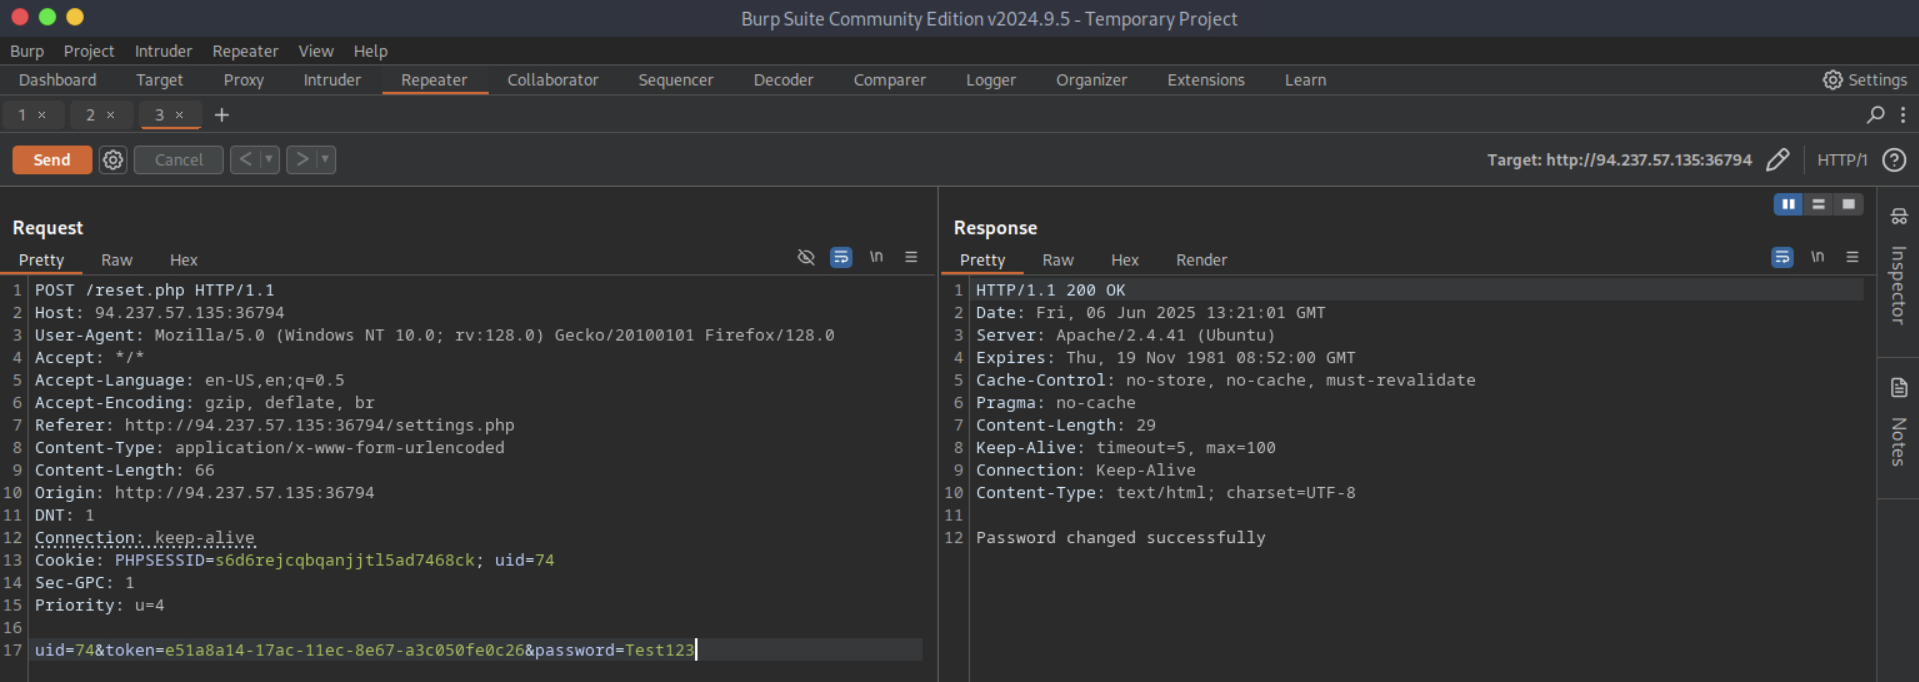 Burp Suite Community Edition v2024.9.5 - Temporary Project
Burp Project Intruder Repeater View Help
Dashboard Target Proxy Intruder Repeater Collaborator Sequencer Decoder Comparer Logger Organizer Extensions Learn Settings
1 × 2 × 3 × +
Send Cancel < > Target: http://94.237.57.135:36794 HTTP/1 ?
Request
Pretty Raw Hex \n
1 POST /reset.php HTTP/1.1
2 Host: 94.237.57.135:36794
3 User-Agent: Mozilla/5.0 (Windows NT 10.0; rv:128.0) Gecko/20100101 Firefox/128.0
4 Accept: */*
5 Accept-Language: en-US,en;q=0.5
6 Accept-Encoding: gzip, deflate, br
7 Referer: http://94.237.57.135:36794/settings.php
8 Content-Type: application/x-www-form-urlencoded
9 Content-Length: 66
10 Origin: http://94.237.57.135:36794
11 DNT: 1
12 Connection: keep-alive
13 Cookie: PHPSESSID=s6d6rejcqbqanjjtl5ad7468ck; uid=74
14 Sec-GPC: 1
15 Priority: u=4
16
17 uid=74&token=e51a8a14-17ac-11ec-8e67-a3c050fe0c26&password=Test123
Response
Pretty Raw Hex Render \n
1 HTTP/1.1 200 OK
2 Date: Fri, 06 Jun 2025 13:21:01 GMT
3 Server: Apache/2.4.41 (Ubuntu)
4 Expires: Thu, 19 Nov 1981 08:52:00 GMT
5 Cache-Control: no-store, no-cache, must-revalidate
6 Pragma: no-cache
7 Content-Length: 29
8 Keep-Alive: timeout=5, max=100
9 Connection: Keep-Alive
10 Content-Type: text/html; charset=UTF-8
11
12 Password changed successfully
Inspector
Notes